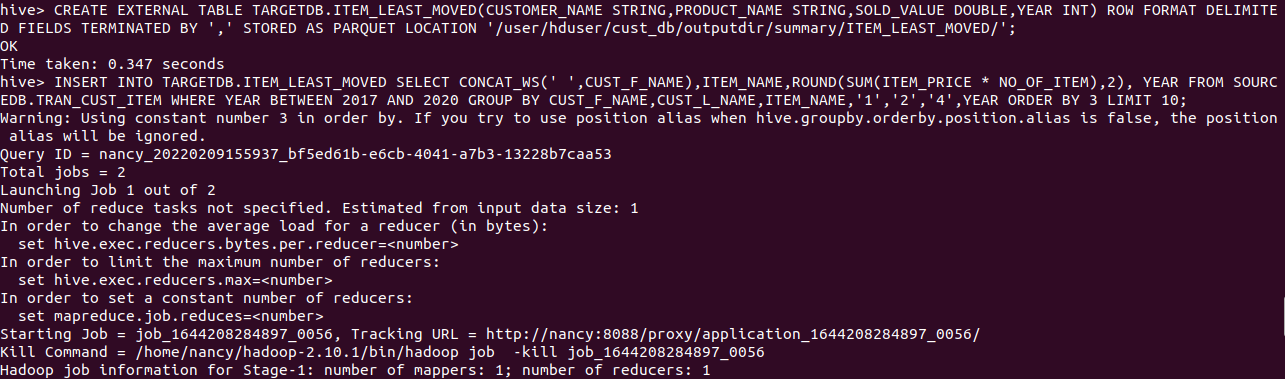 hive> CREATE EXTERNAL TABLE TARGETDB.ITEM_LEAST_MOVED(CUSTOMER_NAME STRING,PRODUCT_NAME STRING,SOLD_VALUE DOUBLE,YEAR INT) ROW FORMAT DELIMITE
D FIELDS TERMINATED BY ',' STORED AS PARQUET LOCATION '/user/hduser/cust_db/outputdir/summary/ITEM_LEAST_MOVED/';
OK
Time taken: 0.347 seconds
hive> INSERT INTO TARGETDB.ITEM_LEAST_MOVED SELECT CONCAT_WS(' ',CUST_F_NAME),ITEM_NAME,ROUND(SUM(ITEM_PRICE * NO_OF_ITEM),2), YEAR FROM SOURC
EDB.TRAN_CUST_ITEM WHERE YEAR BETWEEN 2017 AND 2020 GROUP BY CUST_F_NAME,CUST_L_NAME,ITEM_NAME,'1','2','4',YEAR ORDER BY 3 LIMIT 10;
Warning: Using constant number 3 in order by. If you try to use position alias when hive.groupby.orderby.position.alias is false, the position
 alias will be ignored.
Query ID = nancy_20220209155937_bf5ed61b-e6cb-4041-a7b3-13228b7caa53
Total jobs = 2
Launching Job 1 out of 2
Number of reduce tasks not specified. Estimated from input data size: 1
In order to change the average load for a reducer (in bytes):
  set hive.exec.reducers.bytes.per.reducer=<number>
In order to limit the maximum number of reducers:
  set hive.exec.reducers.max=<number>
In order to set a constant number of reducers:
  set mapreduce.job.reduces=<number>
Starting Job = job_1644208284897_0056, Tracking URL = http://nancy:8088/proxy/application_1644208284897_0056/
Kill Command = /home/nancy/hadoop-2.10.1/bin/hadoop job  -kill job_1644208284897_0056
Hadoop job information for Stage-1: number of mappers: 1; number of reducers: 1